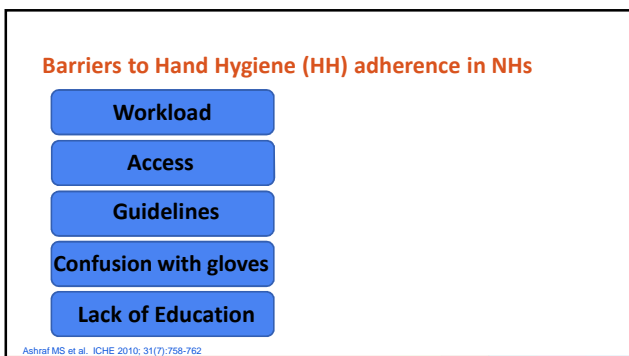 Barriers to Hand Hygiene (HH) adherence in NHs
Workload
Access
Guidelines
Confusion with gloves
Lack of Education
Ashraf MS et al. ICHE 2010; 31(7):758-762